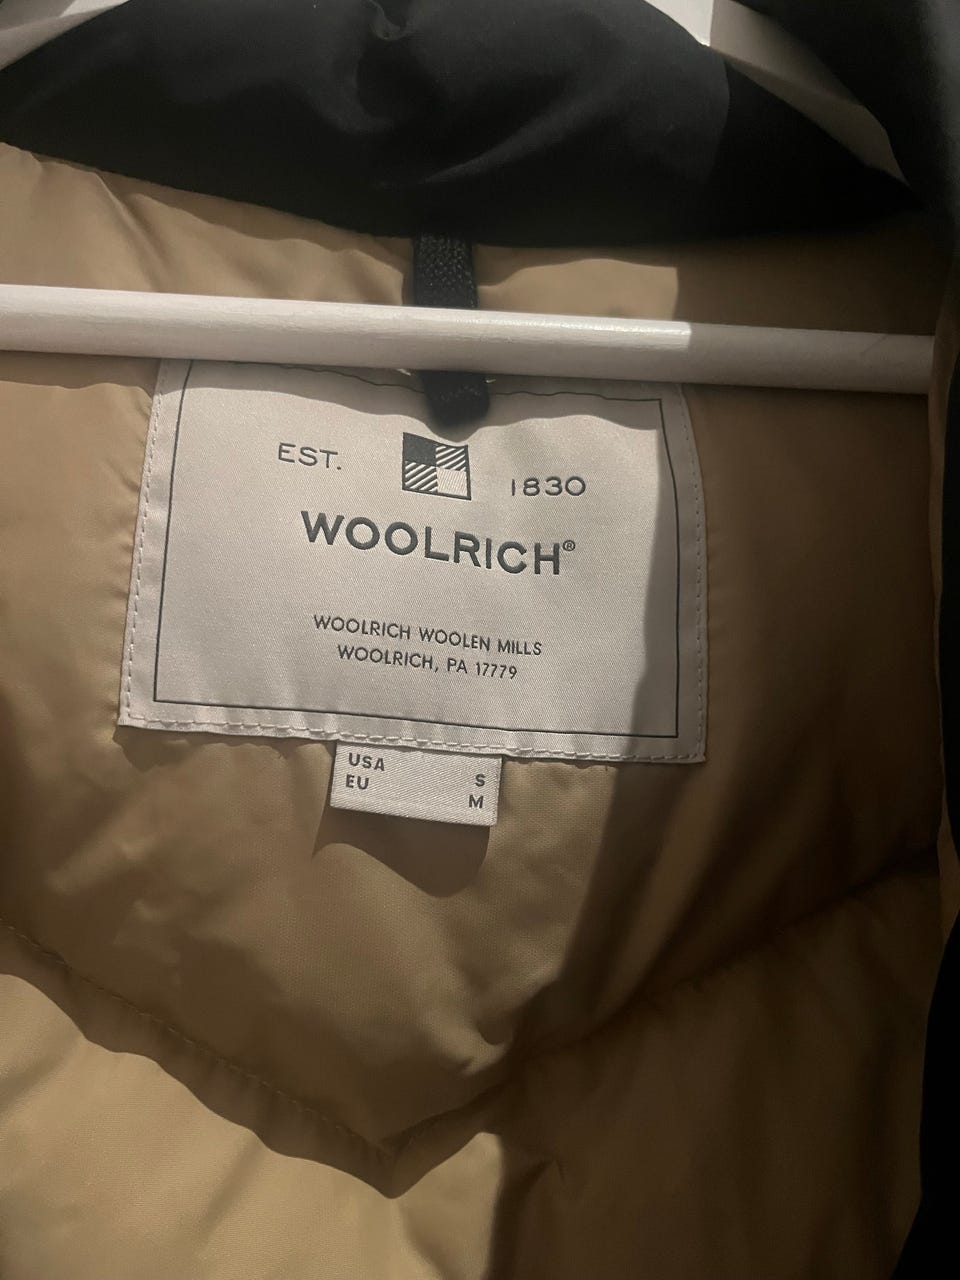 EST. 1830
WOOLRICH®
WOOLRICH WOOLEN MILLS
WOOLRICH, PA 17779
USA S
EU M